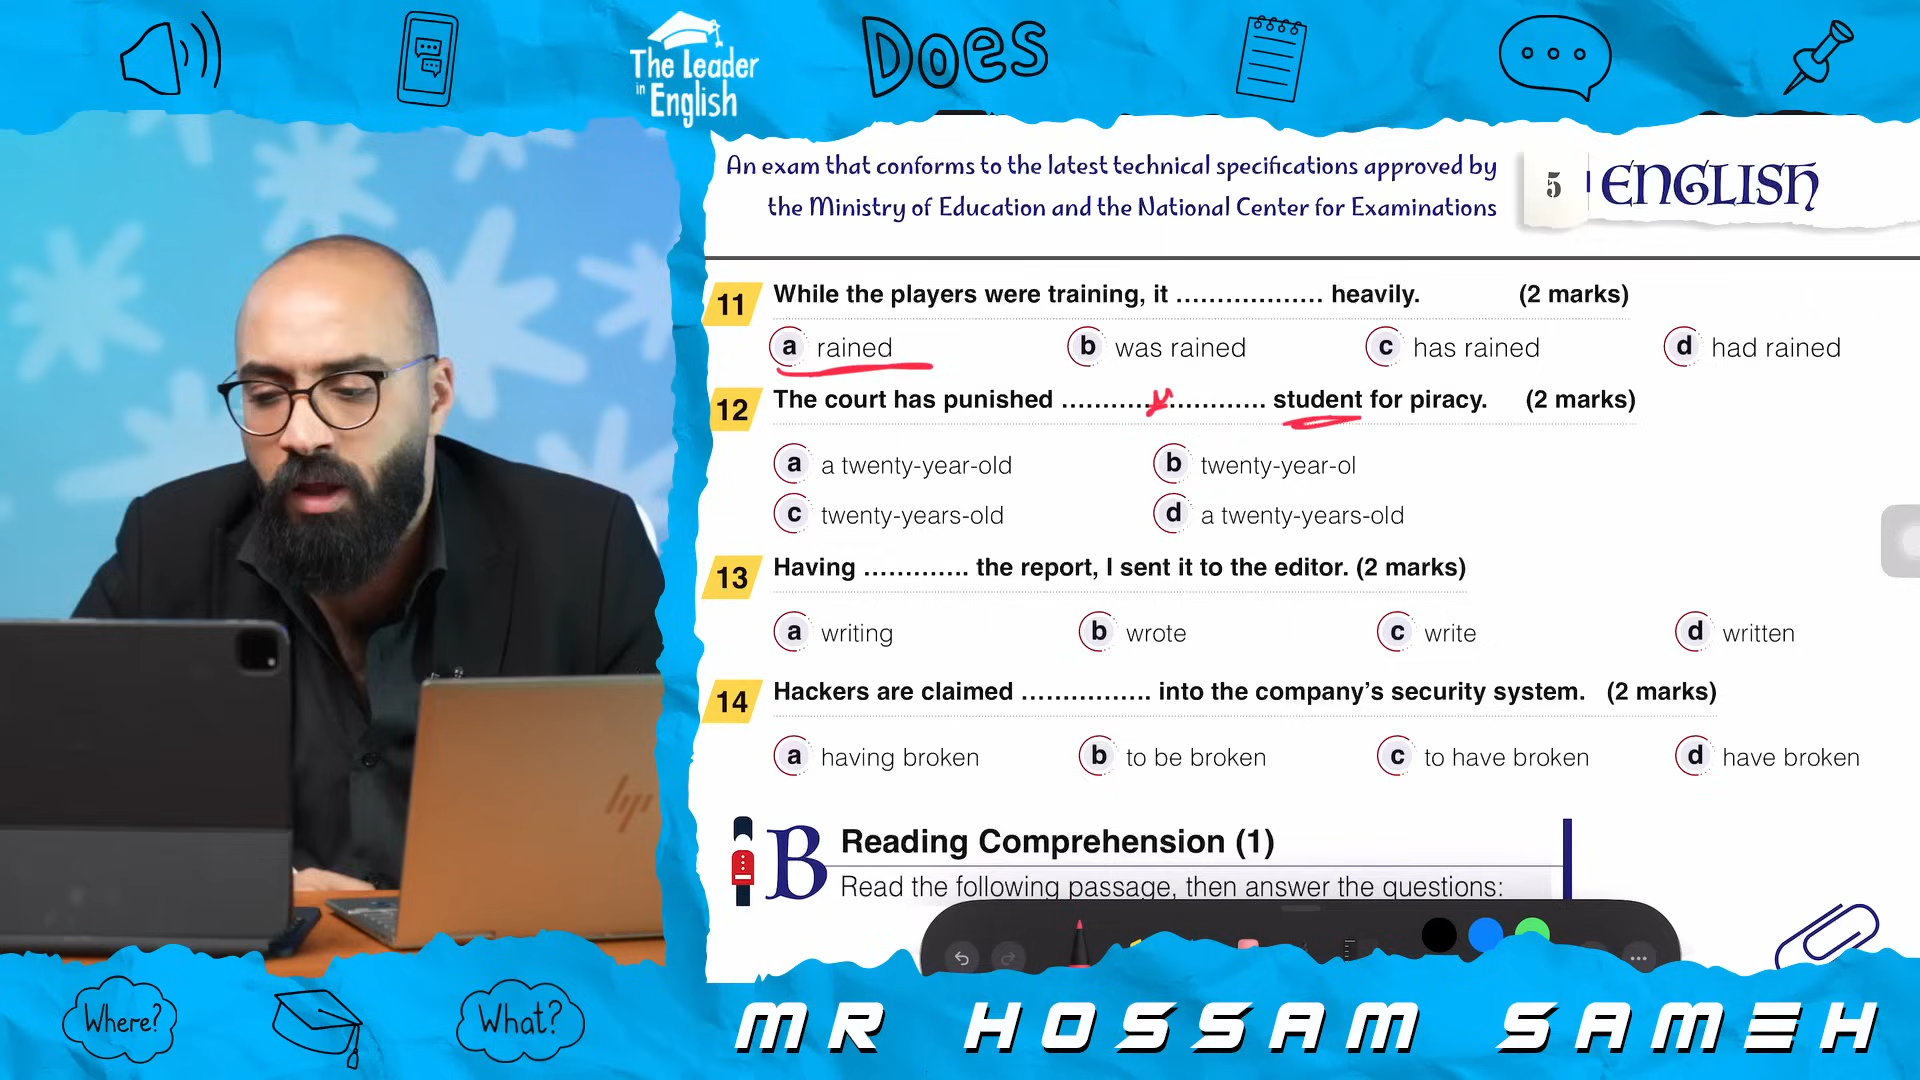 The Leader
in English
Does
An exam that conforms to the latest technical specifications approved by
the Ministry of Education and the National Center for Examinations
5
ENGLISH
11 While the players were training, it .................. heavily. (2 marks)
a rained b was rained c has rained d had rained
12 The court has punished ......................... student for piracy. (2 marks)
a a twenty-year-old b twenty-year-ol
c twenty-years-old d a twenty-years-old
13 Having ............. the report, I sent it to the editor. (2 marks)
a writing b wrote c write d written
14 Hackers are claimed ................ into the company's security system. (2 marks)
a having broken b to be broken c to have broken d have broken
B Reading Comprehension (1)
Read the following passage, then answer the questions:
hp
Where?
What?
MR HOSSAM SAMEH